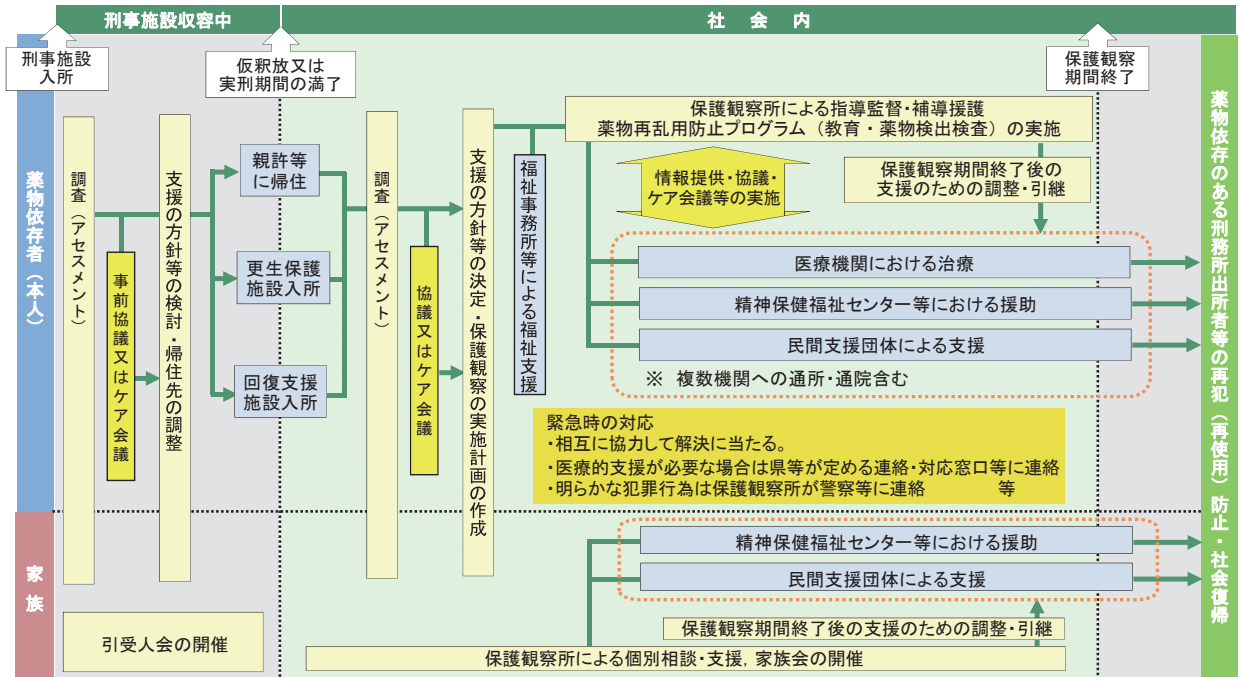 刑事施設収容中
社会内
刑事施設
入所
仮釈放又は
実刑期間の満了
保護観察
期間終了
薬物依存者（本人）
調査（アセスメント）
事前協議又はケア会議
支援の方針等の検討・帰住先の調整
親許等
に帰住
更生保護
施設入所
回復支援
施設入所
調査（アセスメント）
協議又はケア会議
支援の方針等の決定・保護観察の実施計画の作成
福祉事務所等による福祉支援
保護観察所による指導監督・補導援護
薬物再乱用防止プログラム（教育・薬物検出検査）の実施
情報提供・協議・
ケア会議等の実施
保護観察期間終了後の
支援のための調整・引継
医療機関における治療
精神保健福祉センター等における援助
民間支援団体による支援
※ 複数機関への通所・通院含む
緊急時の対応
・相互に協力して解決に当たる。
・医療的支援が必要な場合は県等が定める連絡・対応窓口等に連絡
・明らかな犯罪行為は保護観察所が警察等に連絡 等
薬物依存のある刑務所出所者等の再犯（再使用）防止・社会復帰
家族
引受人会の開催
精神保健福祉センター等における援助
民間支援団体による支援
保護観察期間終了後の支援のための調整・引継
保護観察所による個別相談・支援，家族会の開催